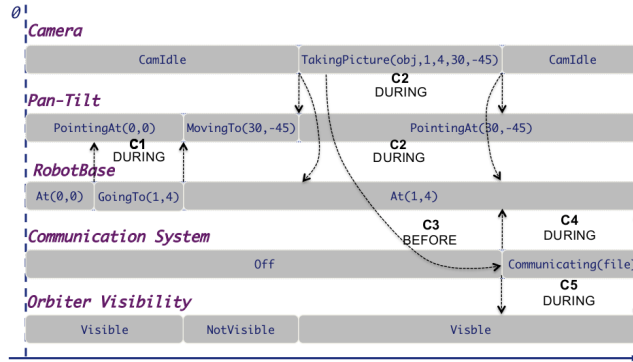 0
Camera
CamIdle
TakingPicture(obj,1,4,30,-45)
CamIdle
C2
DURING
Pan-Tilt
PointingAt(0,0)
MovingTo(30,-45)
PointingAt(30,-45)
C1
DURING
C2
DURING
RobotBase
At(0,0)
GoingTo(1,4)
At(1,4)
C3
BEFORE
C4
DURING
Communication System
Off
Communicating(file)
C5
DURING
Orbiter Visibility
Visible
NotVisible
Visble